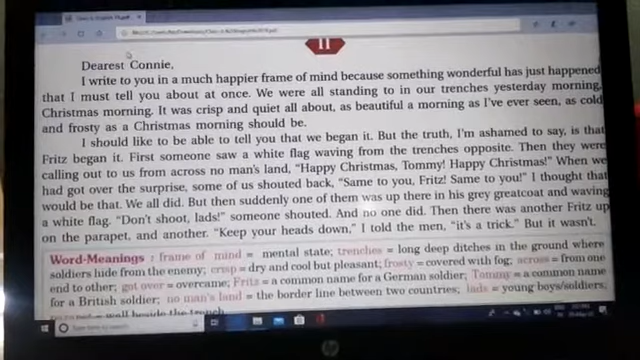 II
Dearest Connie,
I write to you in a much happier frame of mind because something wonderful has just happened
that I must tell you about at once. We were all standing to in our trenches yesterday morning,
Christmas morning. It was crisp and quiet all about, as beautiful a morning as I've ever seen, as cold
and frosty as a Christmas morning should be.
I should like to be able to tell you that we began it. But the truth, I'm ashamed to say, is that
Fritz began it. First someone saw a white flag waving from the trenches opposite. Then they were
calling out to us from across no man's land, "Happy Christmas, Tommy! Happy Christmas!" When we
had got over the surprise, some of us shouted back, "Same to you, Fritz! Same to you!" I thought that
would be that. We all did. But then suddenly one of them was up there in his grey greatcoat and waving
a white flag. "Don't shoot, lads!" someone shouted. And no one did. Then there was another Fritz up
on the parapet, and another. "Keep your heads down," I told the men, "it's a trick." But it wasn't.
Word-Meanings : frame of mind = mental state; trenches = long deep ditches in the ground where
soldiers hide from the enemy; crisp = dry and cool but pleasant; frosty = covered with fog; across = from one
end to other; got over = overcame; Fritz = a common name for a German soldier; Tommy = a common name
for a British soldier; no man's land = the border line between two countries; lads = young boys/soldiers,
wall beside the trench
hp